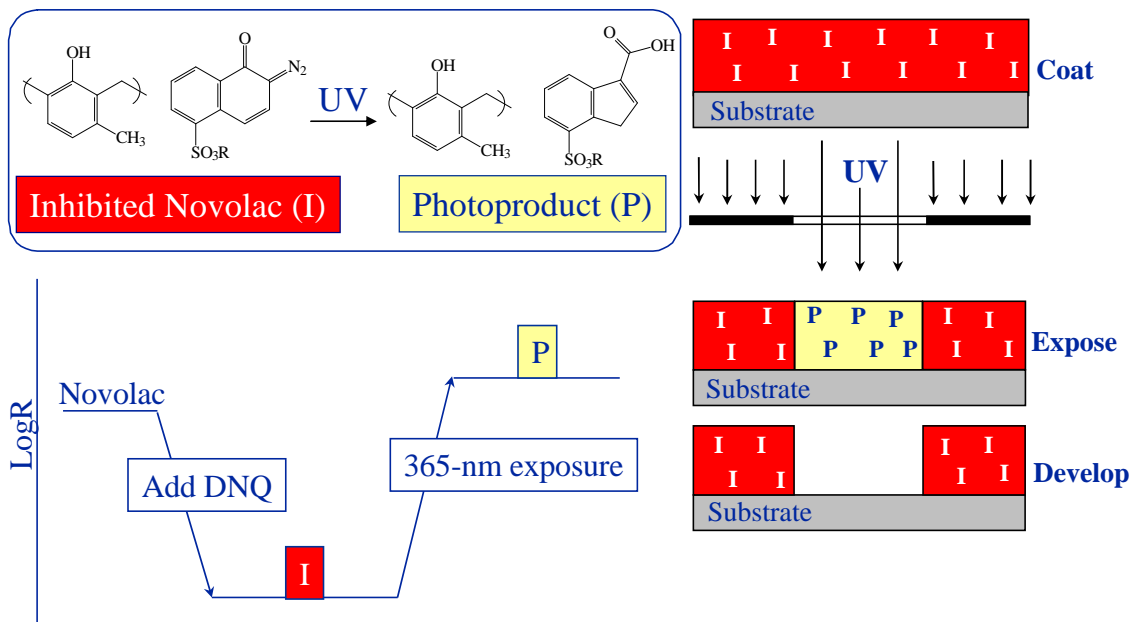 OH
CH₃
O
N₂
SO₃R
UV
OH
CH₃
O
OH
SO₃R
Inhibited Novolac (I)
Photoproduct (P)
I I I I I I
I I I I I I
Coat
Substrate
UV
I I P P P I I
I I P P P I I
Expose
Substrate
I I I I
I I I I
Develop
Substrate
LogR
Novolac
Add DNQ
I
365-nm exposure
P